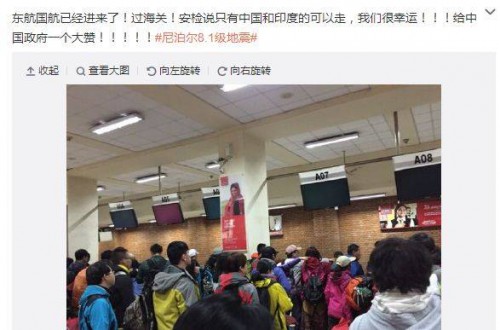 东航国航已经进来了！过海关！安检说只有中国和印度的可以走，我们很幸运！！！给中
国政府一个大赞！！！！！#尼泊尔8.1级地震#
收起 查看大图 向左旋转 向右旋转
A07
A08